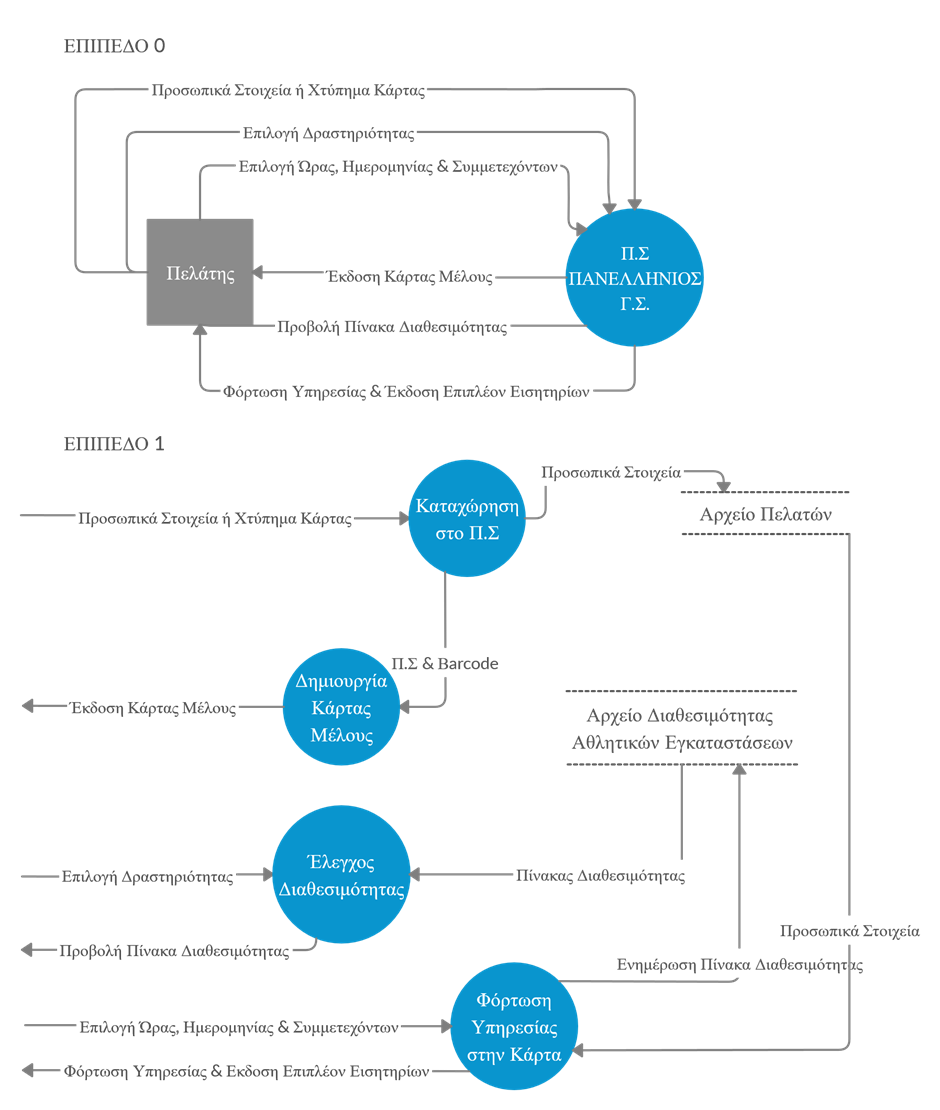 ΕΠΙΠΕΔΟ 0
Προσωπικά Στοιχεία ή Χτύπημα Κάρτας
Επιλογή Δραστηριότητας
Επιλογή Ώρας, Ημερομηνίας & Συμμετεχόντων
Πελάτης
Π.Σ
ΠΑΝΕΛΛΗΝΙΟΣ
Γ.Σ.
Έκδοση Κάρτας Μέλους
Προβολή Πίνακα Διαθεσιμότητας
Φόρτωση Υπηρεσίας & Έκδοση Επιπλέον Εισητηρίων
ΕΠΙΠΕΔΟ 1
Προσωπικά Στοιχεία ή Χτύπημα Κάρτας
Καταχώρηση
στο Π.Σ
Προσωπικά Στοιχεία
Αρχείο Πελατών
Π.Σ & Barcode
Δημιουργία
Κάρτας
Μέλους
Έκδοση Κάρτας Μέλους
Αρχείο Διαθεσιμότητας
Αθλητικών Εγκαταστάσεων
Έλεγχος
Διαθεσιμότητας
Επιλογή Δραστηριότητας
Πίνακας Διαθεσιμότητας
Προβολή Πίνακα Διαθεσιμότητας
Προσωπικά Στοιχεία
Ενημέρωση Πίνακα Διαθεσιμότητας
Φόρτωση
Υπηρεσίας
στην Κάρτα
Επιλογή Ώρας, Ημερομηνίας & Συμμετεχόντων
Φόρτωση Υπηρεσίας & Εκδοση Επιπλέον Εισητηρίων